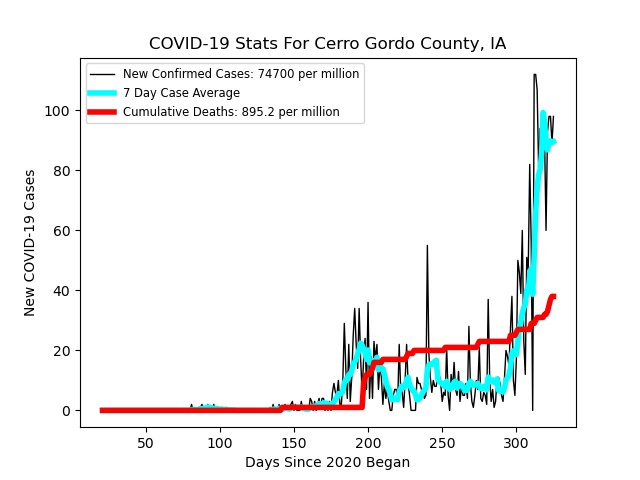 COVID-19 Stats For Cerro Gordo County, IA
New Confirmed Cases: 74700 per million
7 Day Case Average
Cumulative Deaths: 895.2 per million
New COVID-19 Cases
100
80
60
40
20
0
50
100
150
200
250
300
Days Since 2020 Began